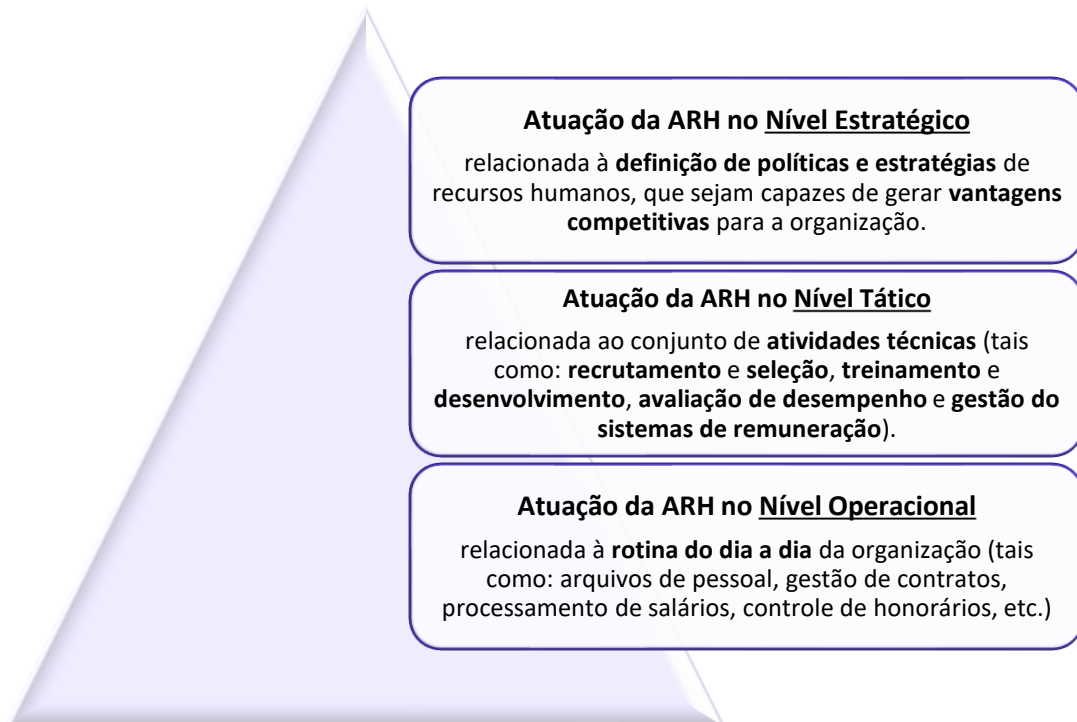 Atuação da ARH no Nível Estratégico
relacionada à definição de políticas e estratégias de
recursos humanos, que sejam capazes de gerar vantagens
competitivas para a organização.
Atuação da ARH no Nível Tático
relacionada ao conjunto de atividades técnicas (tais
como: recrutamento e seleção, treinamento e
desenvolvimento, avaliação de desempenho e gestão do
sistemas de remuneração).
Atuação da ARH no Nível Operacional
relacionada à rotina do dia a dia da organização (tais
como: arquivos de pessoal, gestão de contratos,
processamento de salários, controle de honorários, etc.)